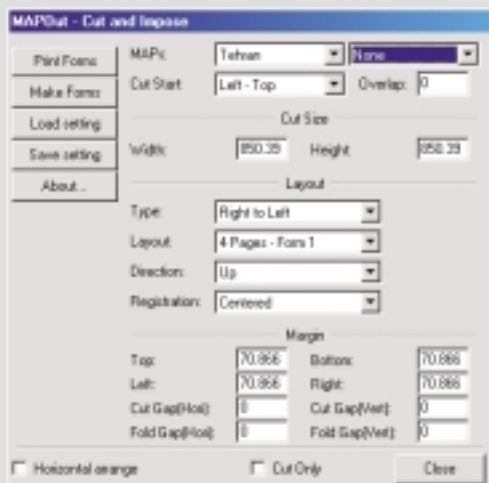 MAPOut - Cut and Impose
Print Forms
Make Forms
Load setting
Save setting
About...
MAPs: Tehran None
Cut Start: Left - Top Overlap: 0
Cut Size
Width: 850.39 Height: 850.39
Layout
Type: Right to Left
Layout: 4 Pages - Form 1
Direction: Up
Registration: Centered
Margin
Top: 70.866 Bottom: 70.866
Left: 70.866 Right: 70.866
Cut Gap(Hori): 0 Cut Gap(Vert): 0
Fold Gap(Hori): 0 Fold Gap(Vert): 0
Horizontal arrange Cut Only Close